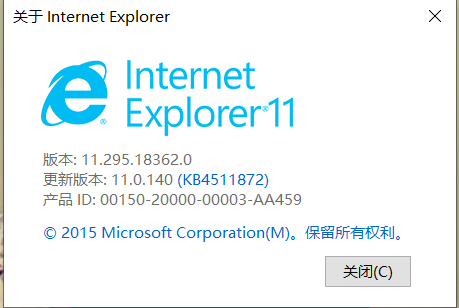 关于 Internet Explorer
Internet
Explorer®11
版本: 11.295.18362.0
更新版本: 11.0.140 (KB4511872)
产品 ID: 00150-20000-00003-AA459
© 2015 Microsoft Corporation(M)。保留所有权利。
关闭(C)